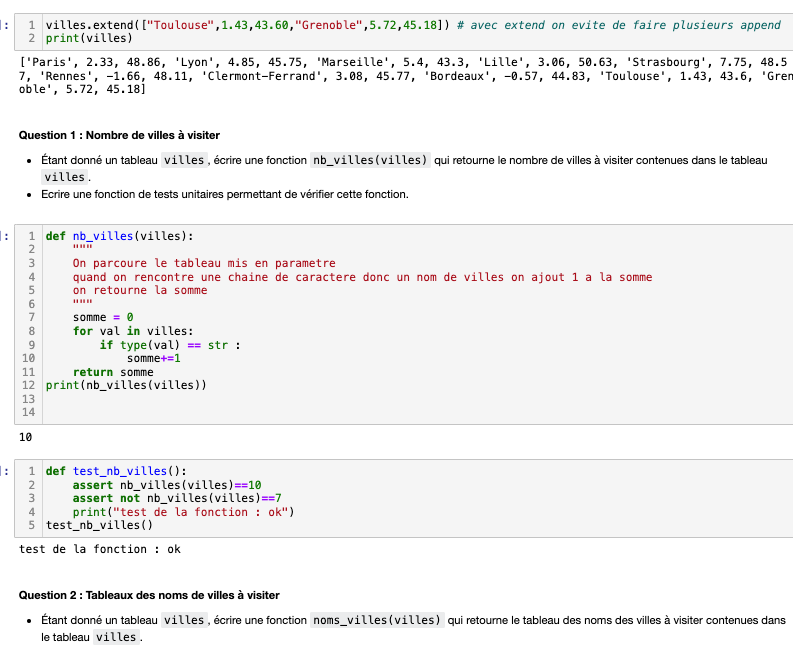 ]:
1 villes.extend(["Toulouse",1.43,43.60,"Grenoble",5.72,45.18]) # avec extend on evite de faire plusieurs append
2 print(villes)
['Paris', 2.33, 48.86, 'Lyon', 4.85, 45.75, 'Marseille', 5.4, 43.3, 'Lille', 3.06, 50.63, 'Strasbourg', 7.75, 48.5
7, 'Rennes', -1.66, 48.11, 'Clermont-Ferrand', 3.08, 45.77, 'Bordeaux', -0.57, 44.83, 'Toulouse', 1.43, 43.6, 'Gren
oble', 5.72, 45.18]
Question 1 : Nombre de villes à visiter
• Étant donné un tableau villes, écrire une fonction nb_villes(villes) qui retourne le nombre de villes à visiter contenues dans le tableau
villes.
• Ecrire une fonction de tests unitaires permettant de vérifier cette fonction.
]:
1 def nb_villes(villes):
2     """
3     On parcoure le tableau mis en parametre
4     quand on rencontre une chaine de caractere donc un nom de villes on ajout 1 a la somme
5     on retourne la somme
6     """
7     somme = 0
8     for val in villes:
9         if type(val) == str :
10             somme+=1
11     return somme
12 print(nb_villes(villes))
13
14
10
]:
1 def test_nb_villes():
2     assert nb_villes(villes)==10
3     assert not nb_villes(villes)==7
4     print("test de la fonction : ok")
5 test_nb_villes()
test de la fonction : ok
Question 2 : Tableaux des noms de villes à visiter
• Étant donné un tableau villes, écrire une fonction noms_villes(villes) qui retourne le tableau des noms des villes à visiter contenues dans
le tableau villes.